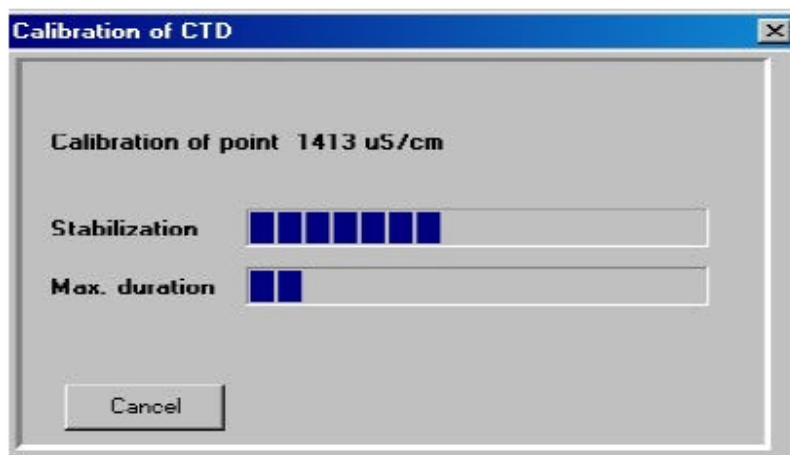 Calibration of CTD
Calibration of point 1413 uS/cm
Stabilization
Max. duration
Cancel